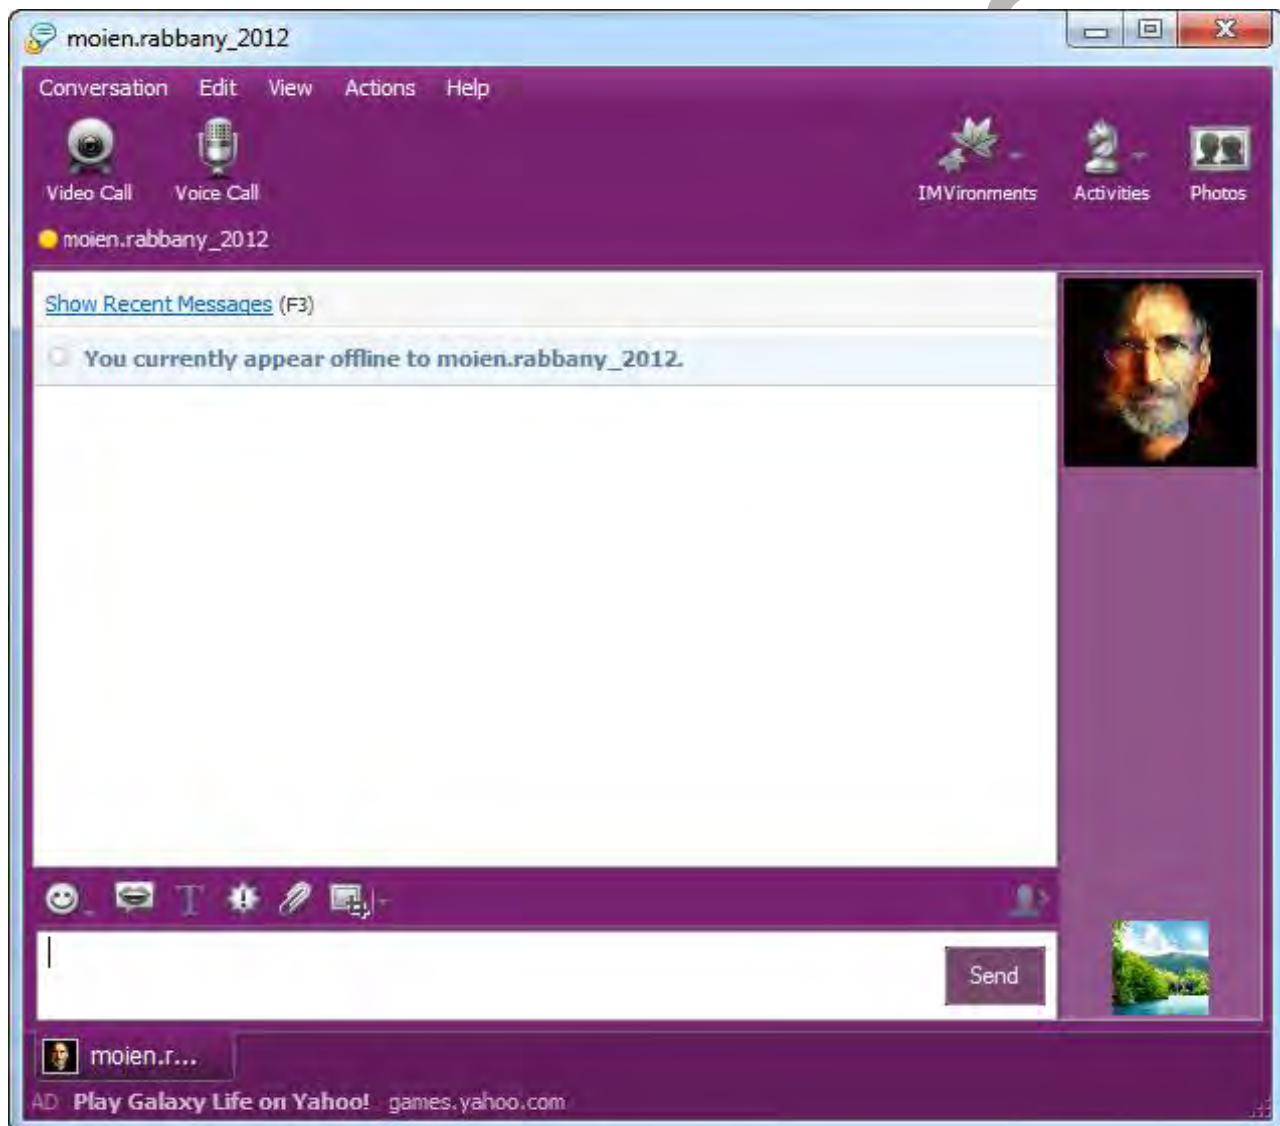 moien.rabbany_2012
Conversation Edit View Actions Help
Video Call Voice Call IMVironments Activities Photos
moien.rabbany_2012
Show Recent Messages (F3)
You currently appear offline to moien.rabbany_2012.
T
Send
moien.r...
AD Play Galaxy Life on Yahoo! games.yahoo.com